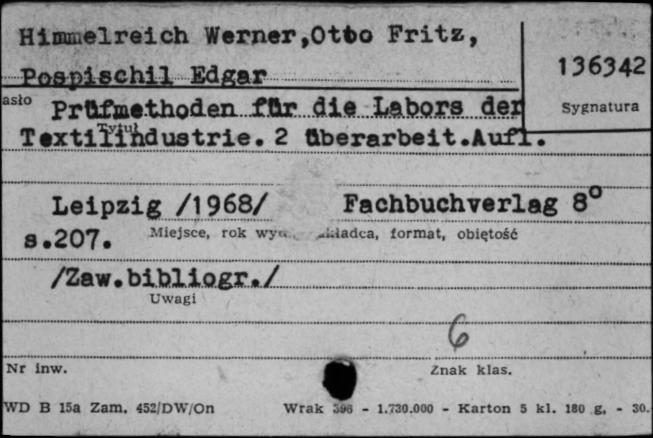 Himmelreich Werner,Otto Fritz,
Pospischil Edgar
136342
asło
Sygnatura
Prüfmethoden für die Labors der
Tytuł
Textilindustrie. 2 überarbeit.Aufl.
Leipzig /1968/ Fachbuchverlag 8°
s.207.
Miejsce, rok format, obiętość
/Zaw.bibliogr./
Uwagi
6
Nr inw.
Znak klas.
WD B 15a Zam. 452/DW/On Wrak 396 - 1.730.000 - Karton 5 kl. 180 g. - 30.